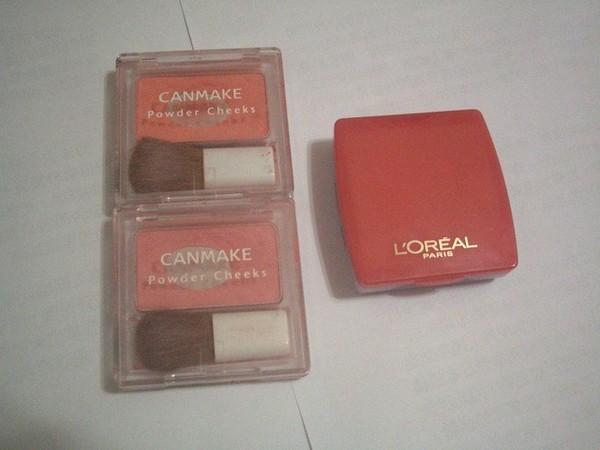 CANMAKE
Powder Cheeks
CANMAKE
Powder Cheeks
L'ORÉAL
PARIS